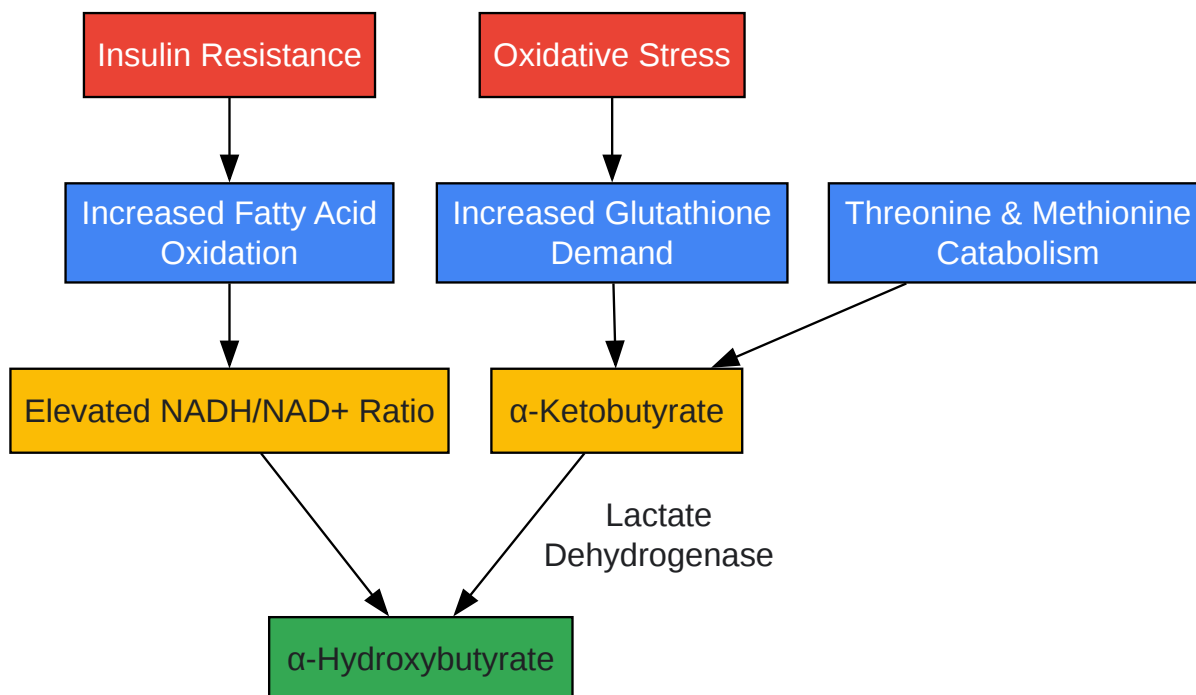 Insulin Resistance
Oxidative Stress
Increased Fatty Acid
Oxidation
Increased Glutathione
Demand
Threonine & Methionine
Catabolism
Elevated NADH/NAD+ Ratio
α-Ketobutyrate
Lactate
Dehydrogenase
α-Hydroxybutyrate